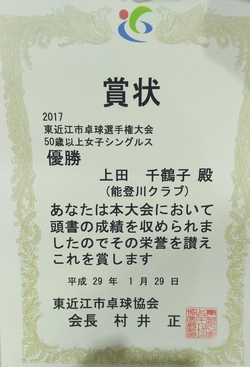 賞状
2017
東近江市卓球選手権大会
50歳以上女子シングルス
優勝
上田 千鶴子 殿
(能登川クラブ)
あなたは本大会において
頭書の成績を収められま
したのでその栄誉を讃え
これを賞します
平成 29年 1月 29日
東近江市卓球協会
会長 村井 正